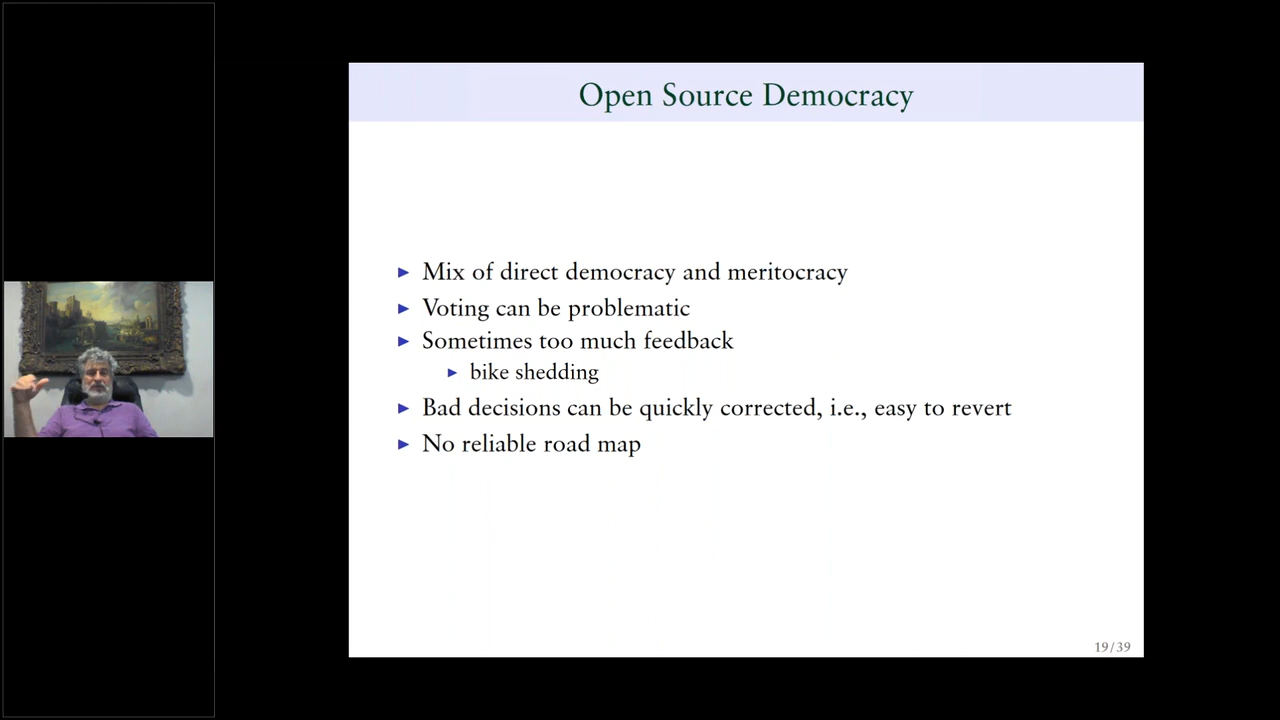 Open Source Democracy
Mix of direct democracy and meritocracy
Voting can be problematic
Sometimes too much feedback
bike shedding
Bad decisions can be quickly corrected, i.e., easy to revert
No reliable road map
19/39